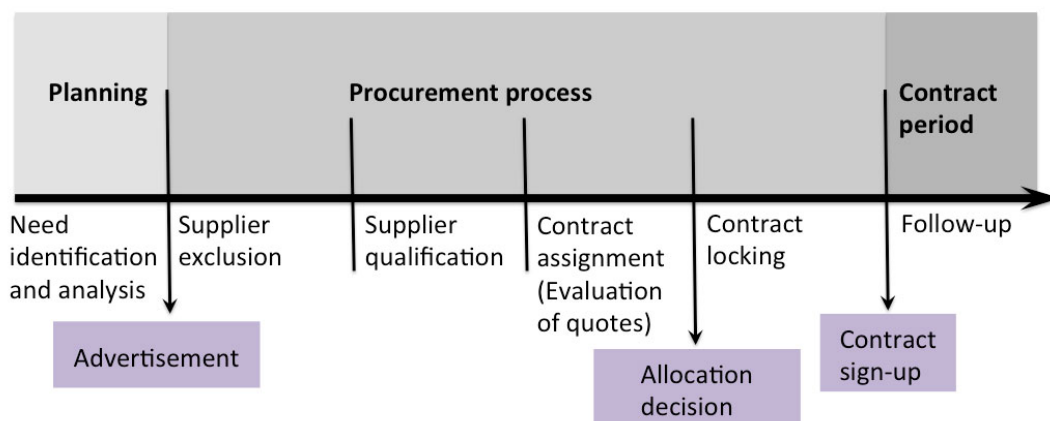 Planning
Procurement process
Contract
period
Need
identification
and analysis
Supplier
exclusion
Supplier
qualification
Contract
assignment
(Evaluation
of quotes)
Contract
locking
Follow-up
Advertisement
Allocation
decision
Contract
sign-up